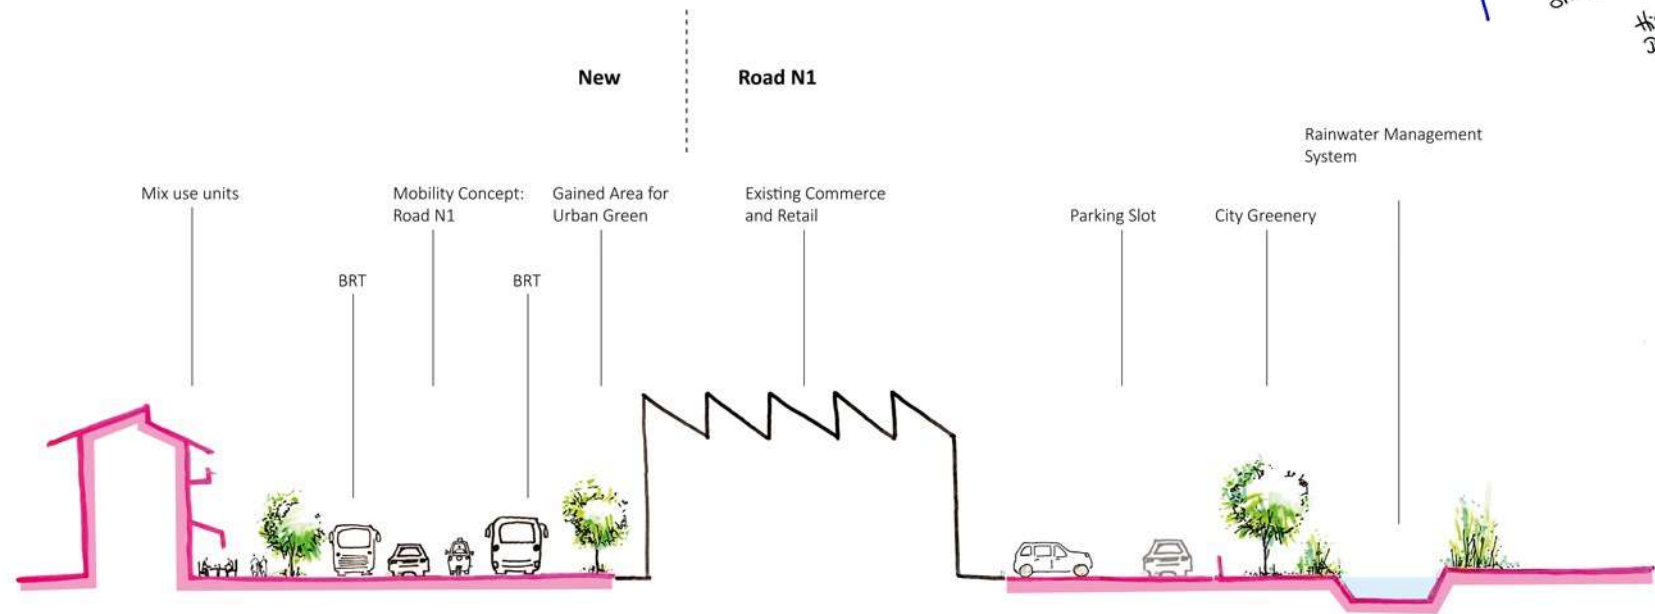 New
Road N1
Rainwater Management
System
Mix use units
Mobility Concept:
Road N1
Gained Area for
Urban Green
Existing Commerce
and Retail
Parking Slot
City Greenery
BRT
BRT